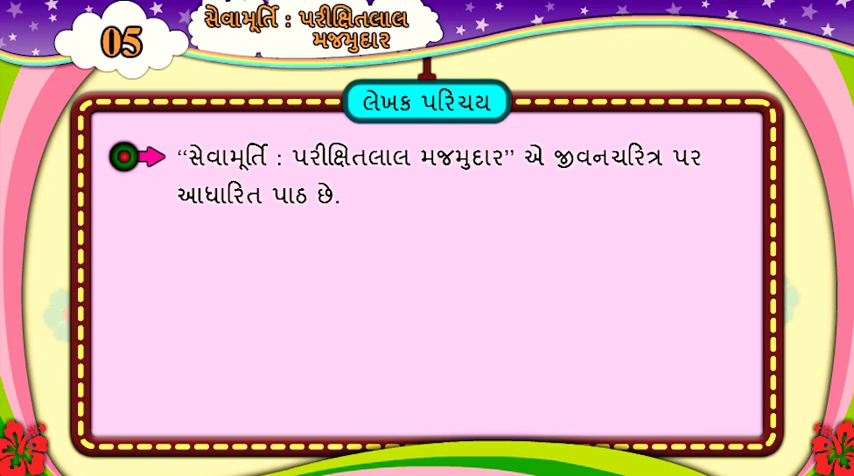 05
સેવામૂર્તિ : પરીક્ષિતલાલ
મજમુદાર
લેખક પરિચય
“સેવામૂર્તિ : પરીક્ષિતલાલ મજમુદાર” એ જીવનચરિત્ર પર
આધારિત પાઠ છે.